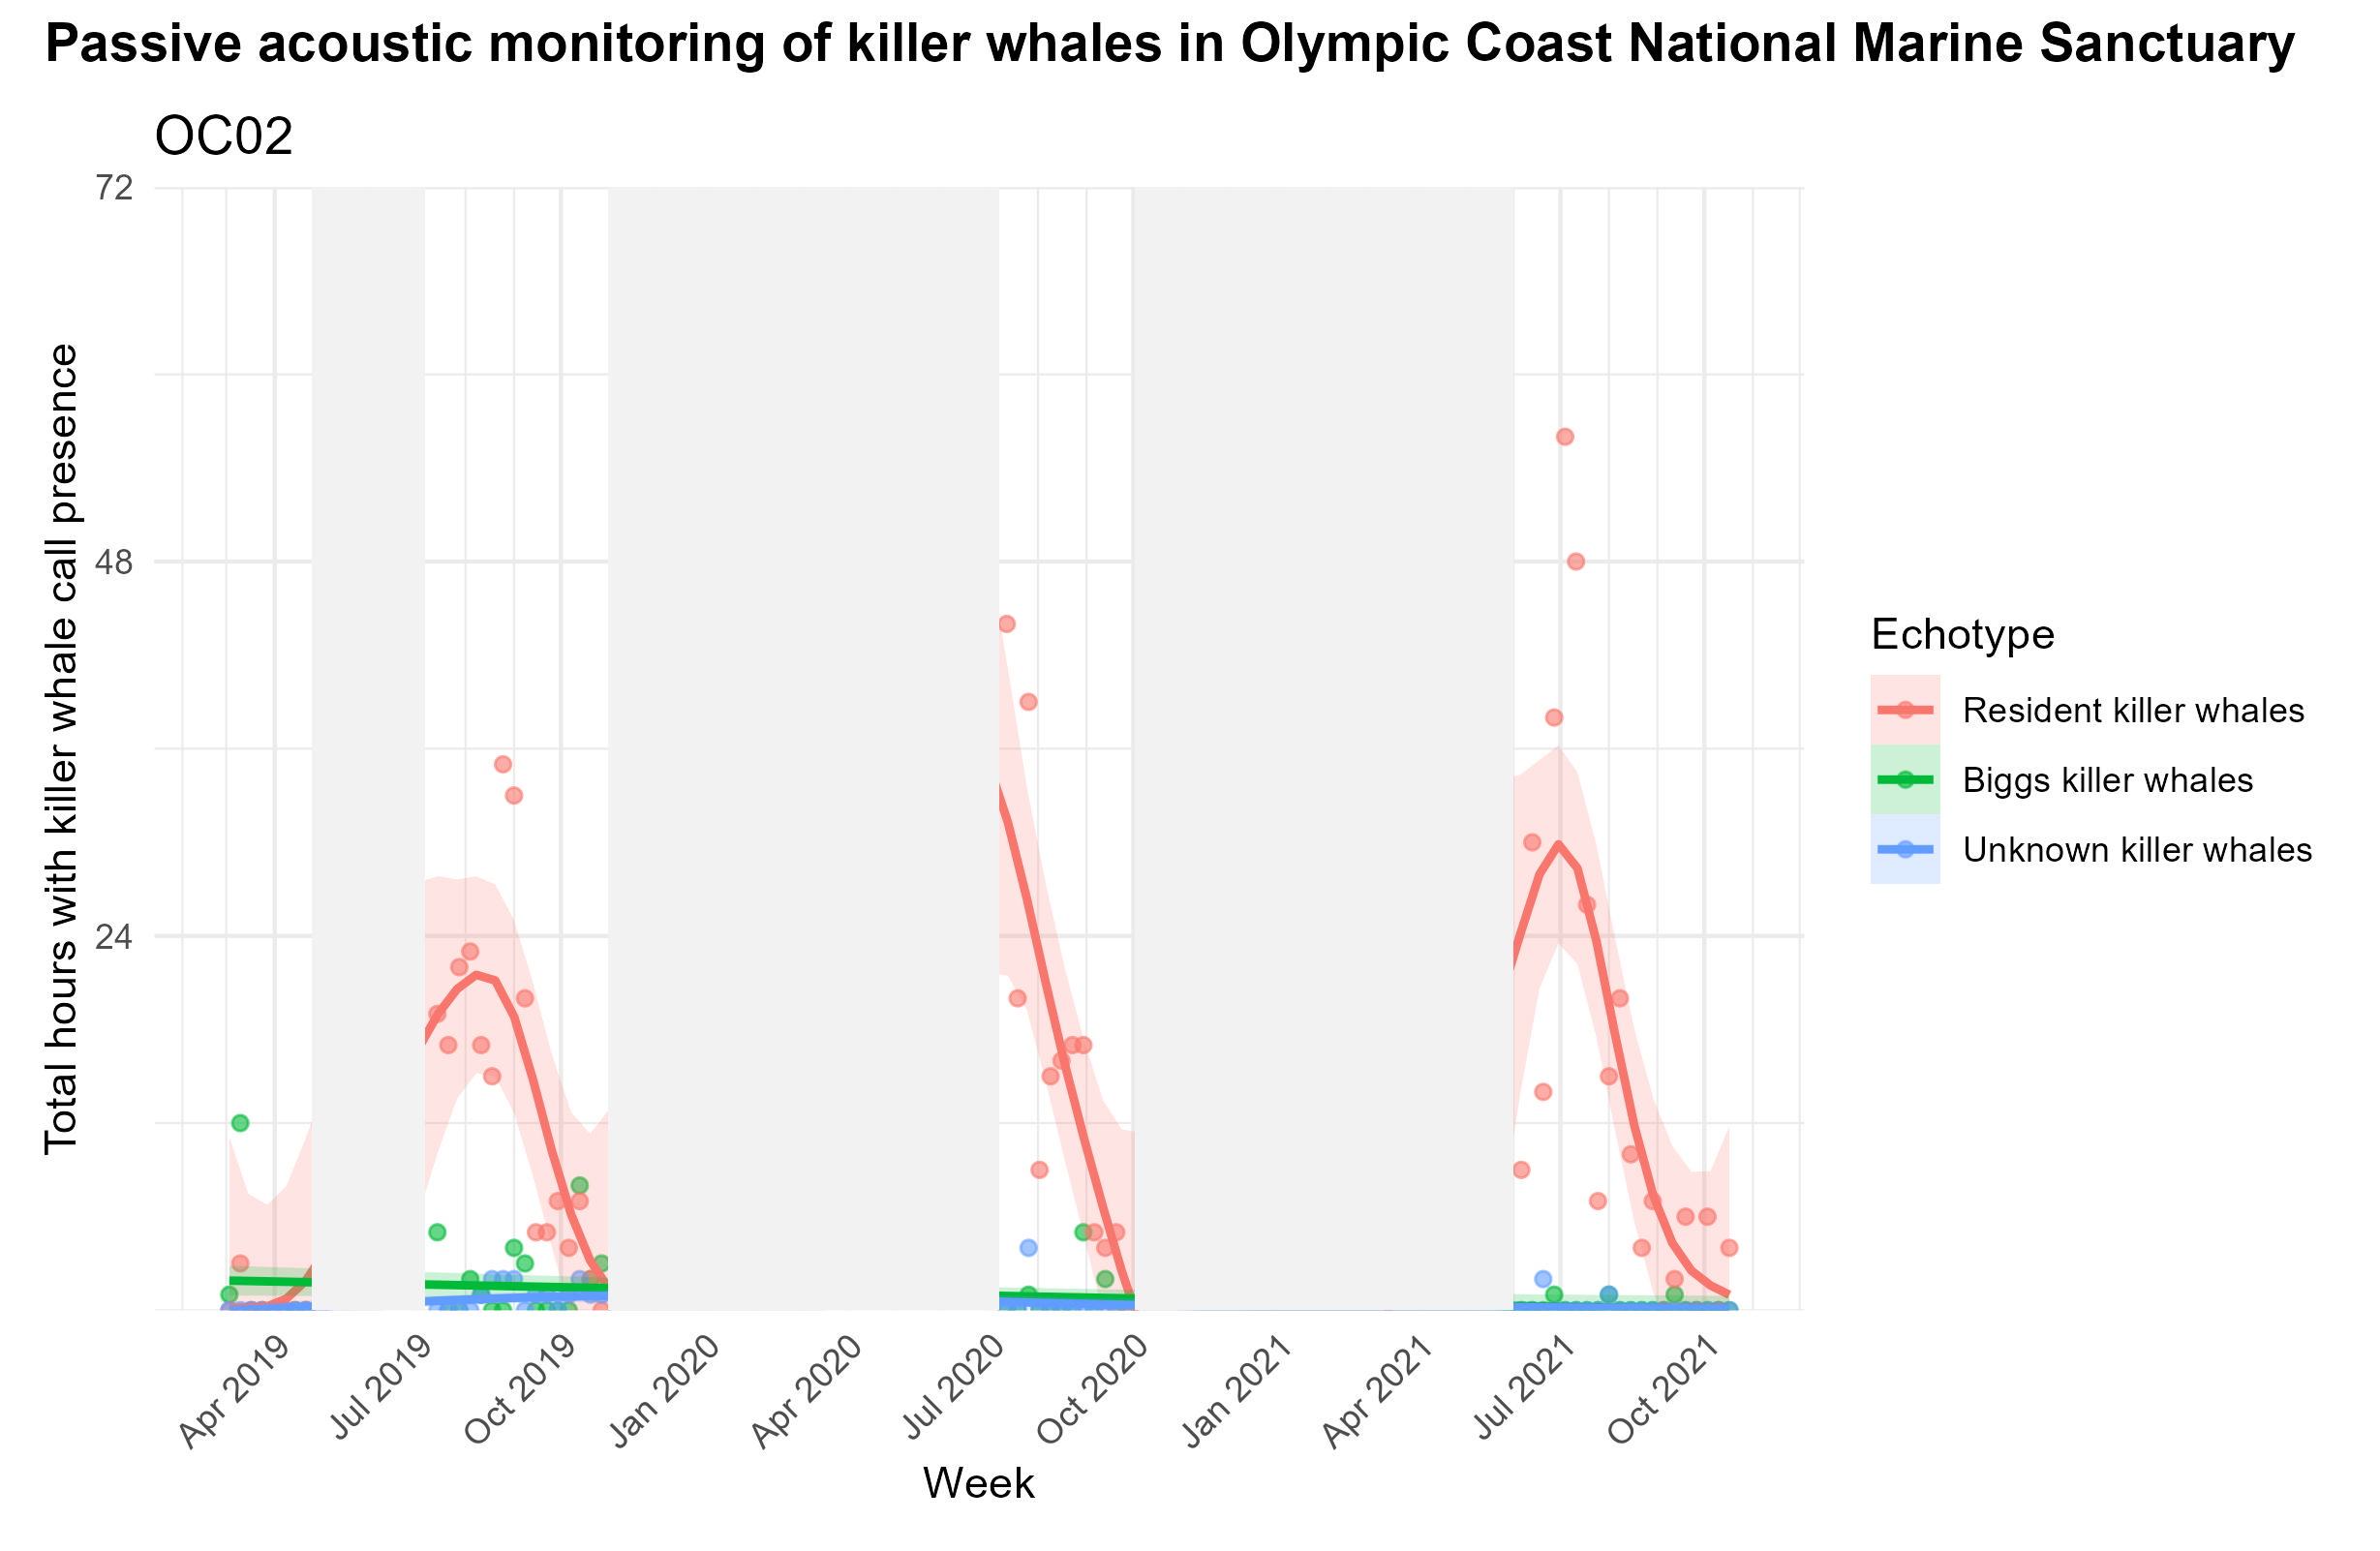 Passive acoustic monitoring of killer whales in Olympic Coast National Marine Sanctuary
OC02
Total hours with killer whale call presence
72
48
24
Apr 2019
Jul 2019
Oct 2019
Jan 2020
Apr 2020
Jul 2020
Oct 2020
Jan 2021
Apr 2021
Jul 2021
Oct 2021
Week
Echotype
Resident killer whales
Biggs killer whales
Unknown killer whales